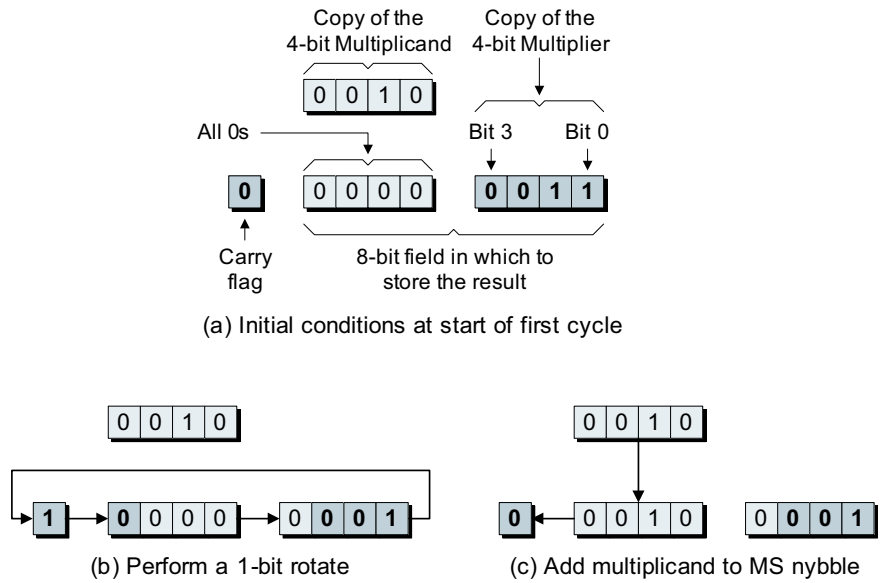 Copy of the
4-bit Multiplicand
Copy of the
4-bit Multiplier
0 0 1 0
All 0s
Bit 3 Bit 0
0 0 0 0 0 0 0 1 1
Carry
flag
8-bit field in which to
store the result
(a) Initial conditions at start of first cycle
0 0 1 0 0 0 1 0
1 0 0 0 0 0 0 0 1 0 0 0 1 0 0 0 0 1
(b) Perform a 1-bit rotate (c) Add multiplicand to MS nybble